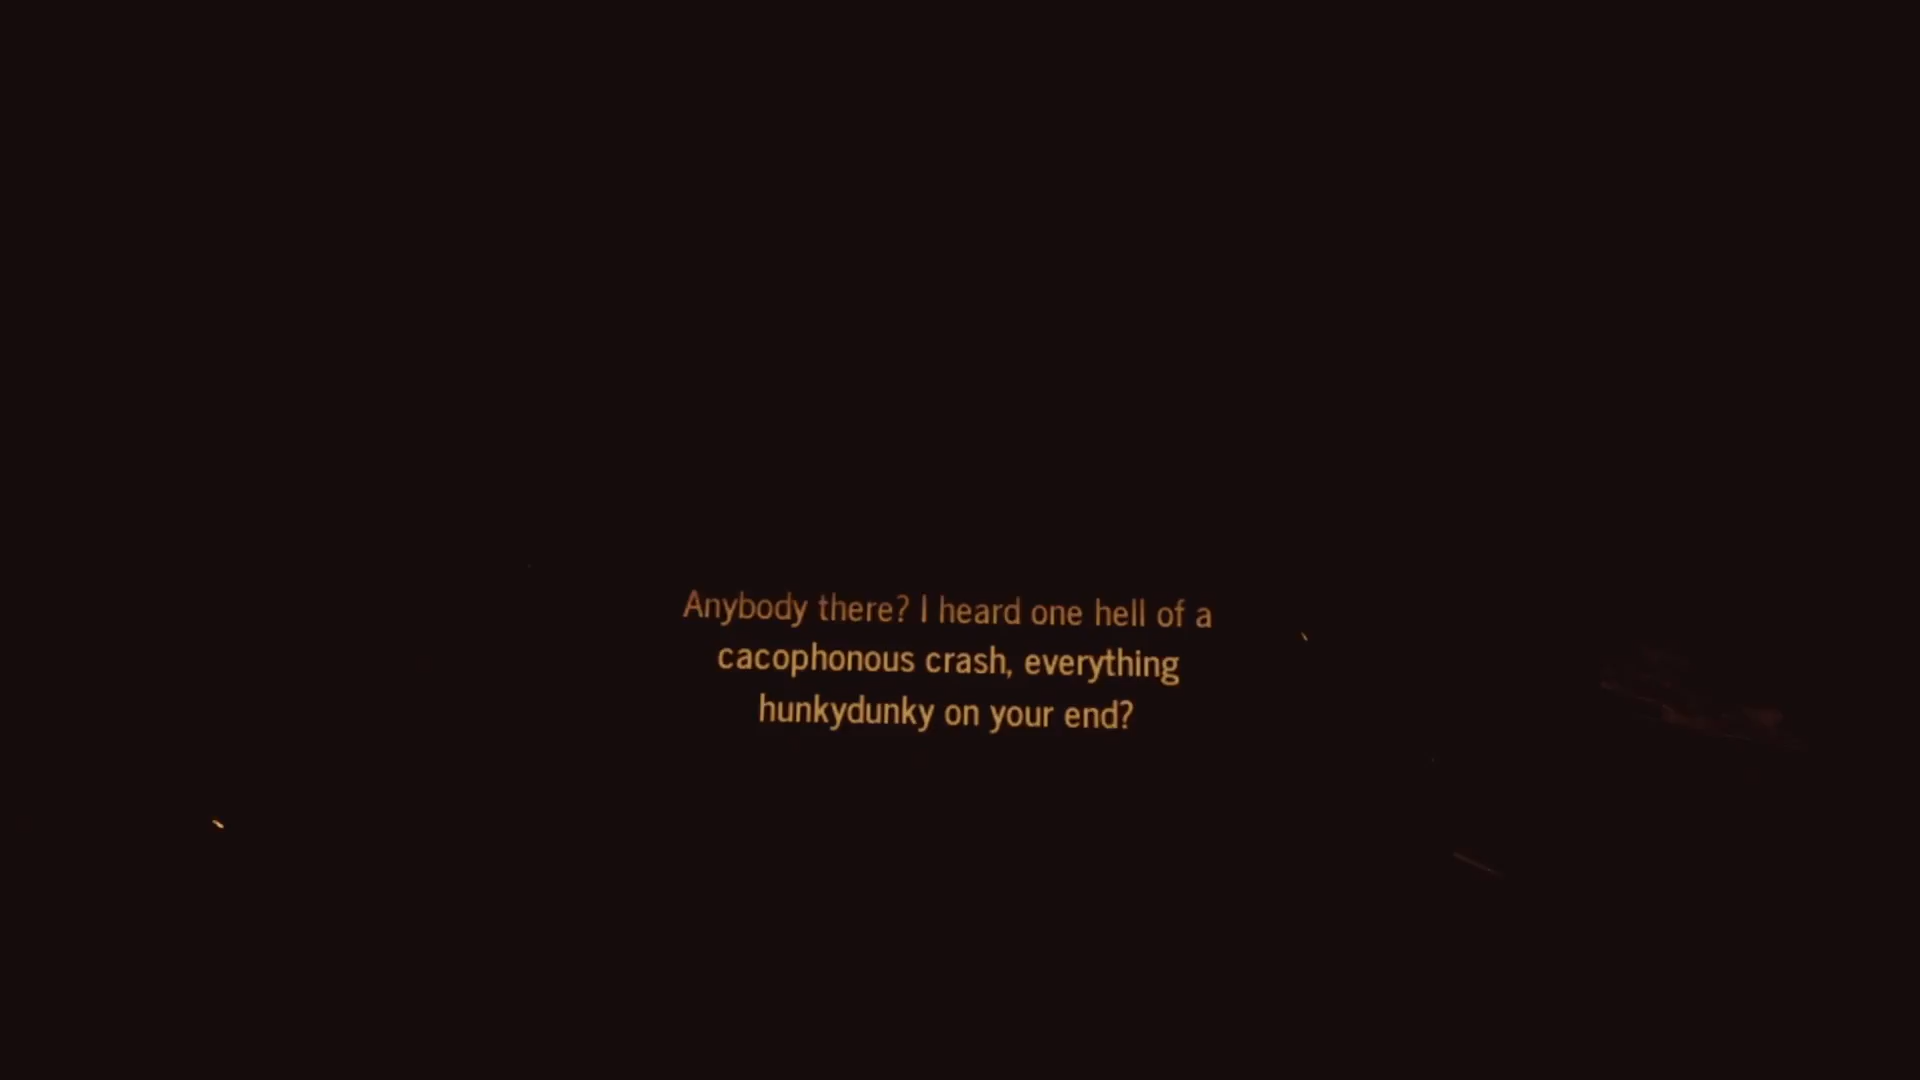 Anybody there? I heard one hell of a
cacophonous crash, everything
hunkydunky on your end?